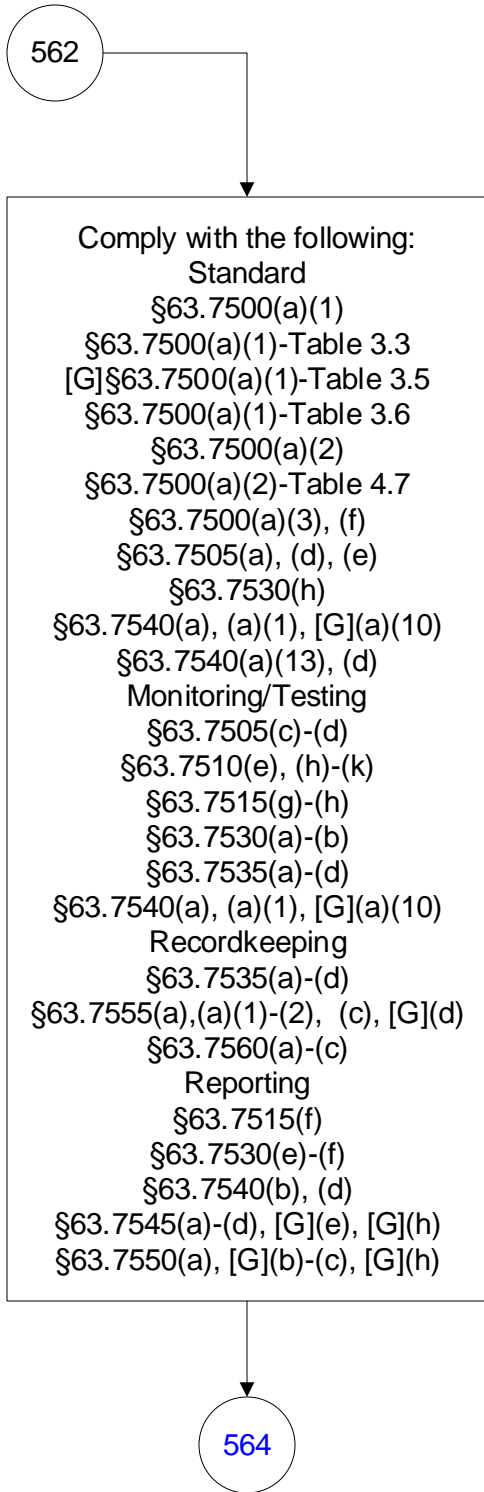 562
Comply with the following:
Standard
§63.7500(a)(1)
§63.7500(a)(1)-Table 3.3
[G]§63.7500(a)(1)-Table 3.5
§63.7500(a)(1)-Table 3.6
§63.7500(a)(2)
§63.7500(a)(2)-Table 4.7
§63.7500(a)(3), (f)
§63.7505(a), (d), (e)
§63.7530(h)
§63.7540(a), (a)(1), [G](a)(10)
§63.7540(a)(13), (d)
Monitoring/Testing
§63.7505(c)-(d)
§63.7510(e), (h)-(k)
§63.7515(g)-(h)
§63.7530(a)-(b)
§63.7535(a)-(d)
§63.7540(a), (a)(1), [G](a)(10)
Recordkeeping
§63.7535(a)-(d)
§63.7555(a),(a)(1)-(2), (c), [G](d)
§63.7560(a)-(c)
Reporting
§63.7515(f)
§63.7530(e)-(f)
§63.7540(b), (d)
§63.7545(a)-(d), [G](e), [G](h)
§63.7550(a), [G](b)-(c), [G](h)
564